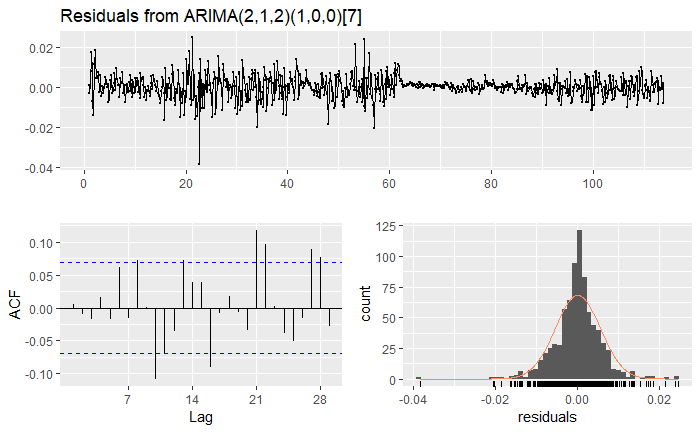 Residuals from ARIMA(2,1,2)(1,0,0)[7]
0.02
0.00
-0.02
-0.04
0 20 40 60 80 100
ACF
0.10
0.05
0.00
-0.05
-0.10
7 14 21 28
Lag
count
125
100
75
50
25
0
-0.04 -0.02 0.00 0.02
residuals